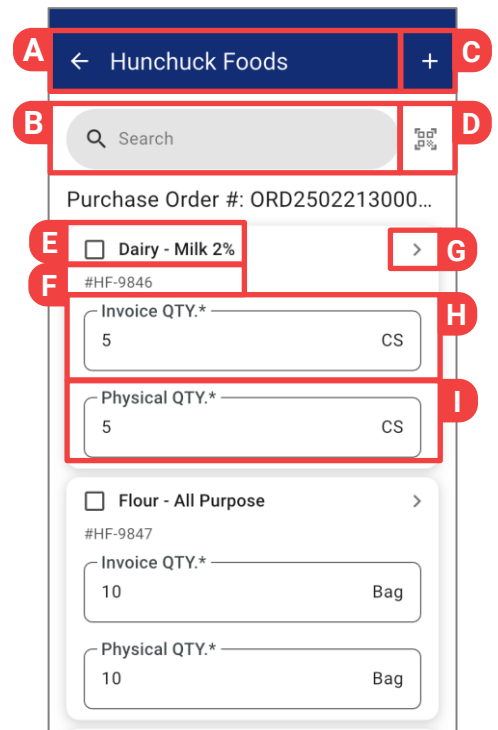 A ← Hunchuck Foods + C
B Search D
Purchase Order #: ORD2502213000...
E Dairy - Milk 2% > G
F #HF-9846
Invoice QTY.* H
5 CS
Physical QTY.* I
5 CS
Flour - All Purpose >
#HF-9847
Invoice QTY.*
10 Bag
Physical QTY.*
10 Bag